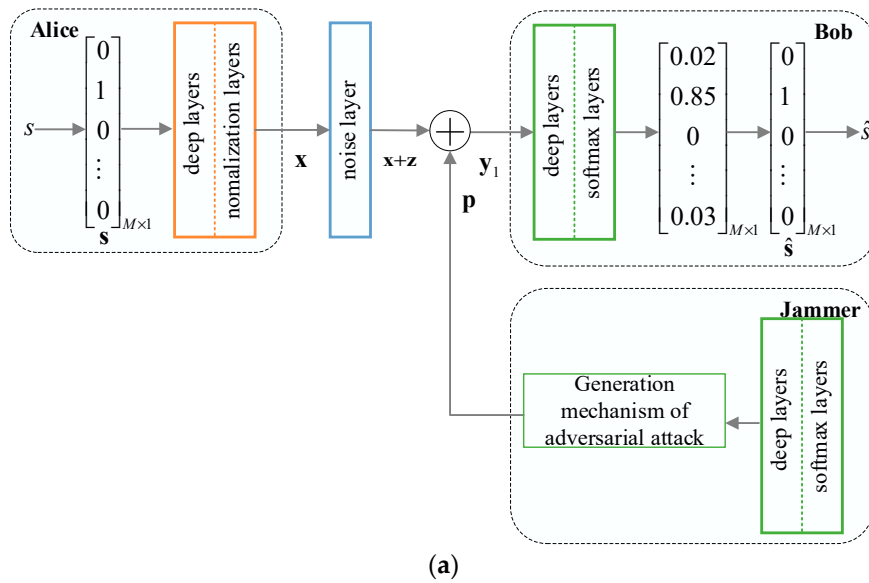 Alice
s
0
1
0
⋮
0
M×1
s
deep layers
nomalization layers
x
noise layer
x+z
+
y1
p
Bob
deep layers
softmax layers
0.02
0.85
0
⋮
0.03
M×1
0
1
0
⋮
0
M×1
ŝ
ŝ
Jammer
Generation
mechanism of
adversarial attack
deep layers
softmax layers
(a)